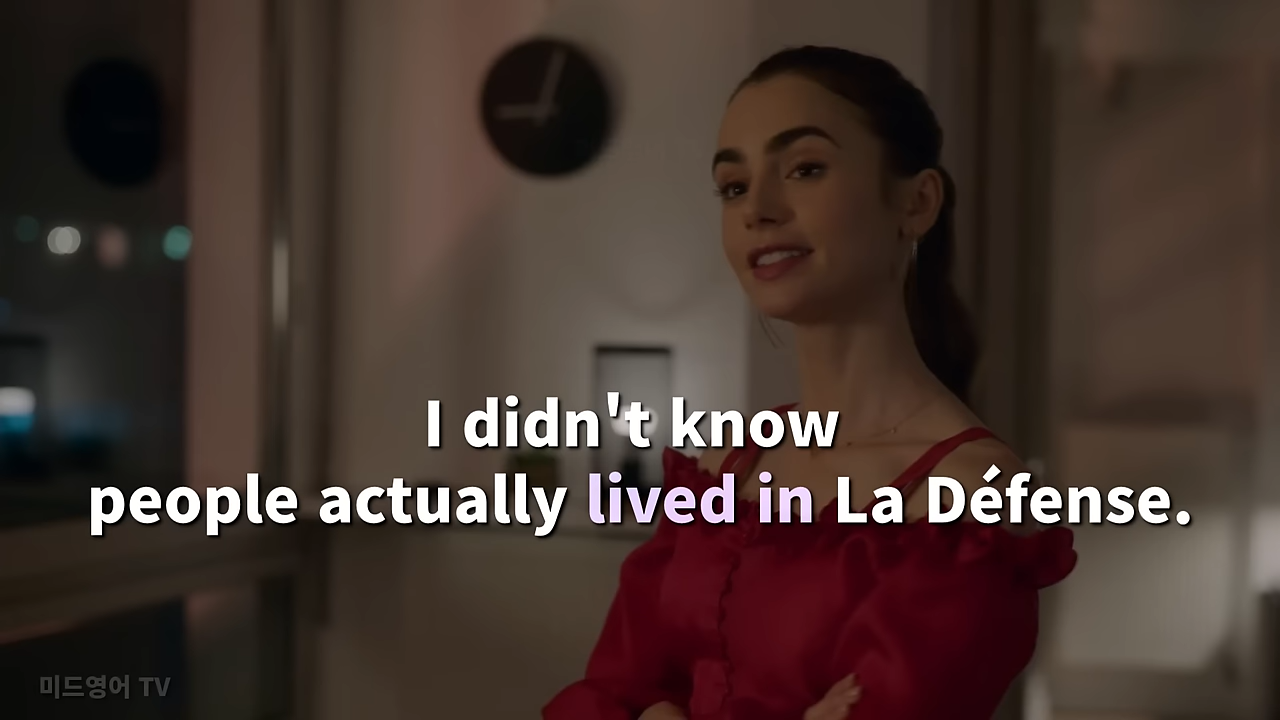 I didn't know
people actually lived in La Défense.
미드영어 TV